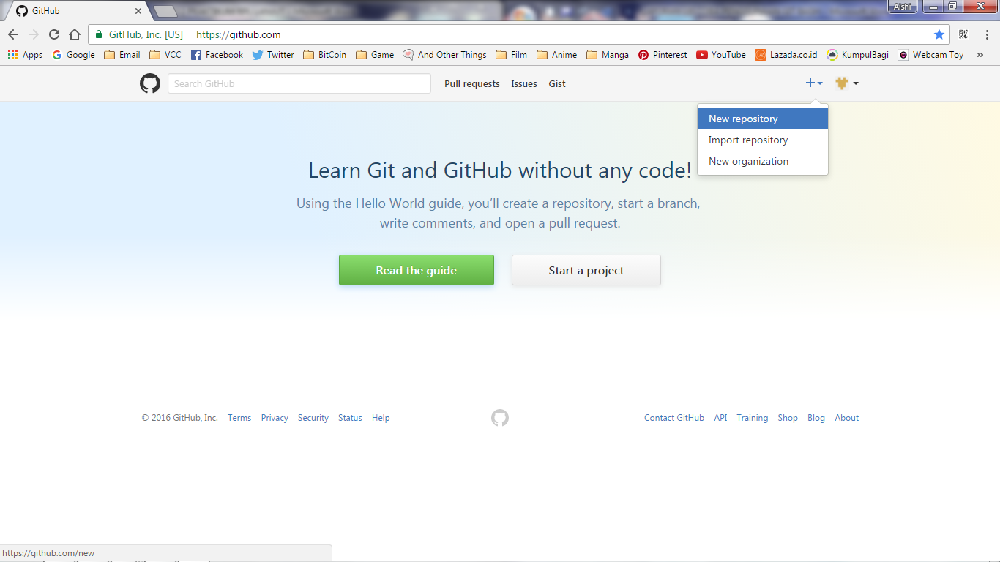 GitHub
Aishi
GitHub, Inc. [US] https://github.com
Apps Google Email VCC Facebook Twitter BitCoin Game And Other Things Film Anime Manga Pinterest YouTube Lazada.co.id KumpulBagi Webcam Toy »
Search GitHub Pull requests Issues Gist
New repository
Import repository
New organization
Learn Git and GitHub without any code!
Using the Hello World guide, you’ll create a repository, start a branch,
write comments, and open a pull request.
Read the guide Start a project
© 2016 GitHub, Inc. Terms Privacy Security Status Help Contact GitHub API Training Shop Blog About
https://github.com/new